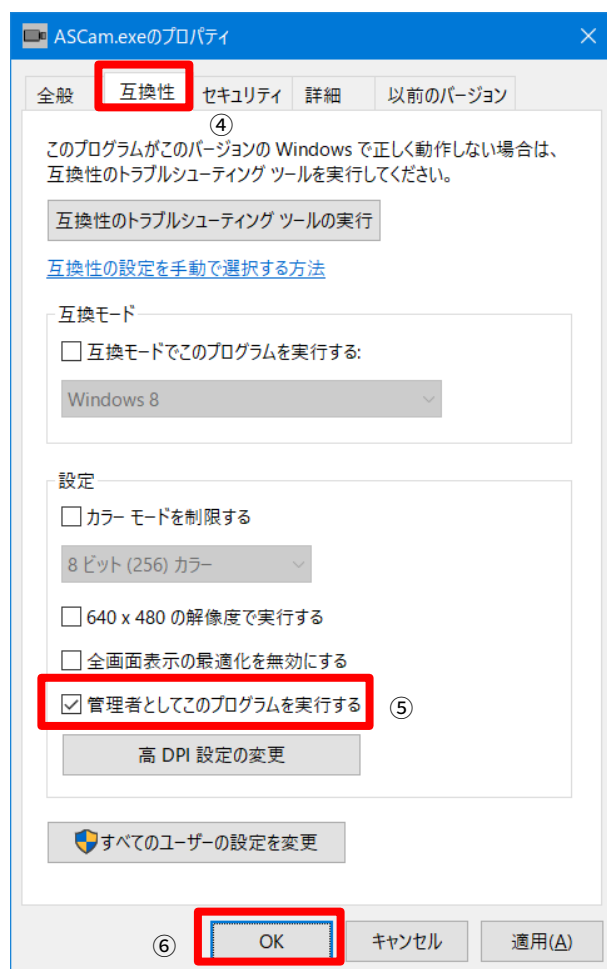 ASCam.exeのプロパティ
全般 互換性 セキュリティ 詳細 以前のバージョン
④
このプログラムがこのバージョンの Windows で正しく動作しない場合は、
互換性のトラブルシューティング ツールを実行してください。
互換性のトラブルシューティング ツールの実行
互換性の設定を手動で選択する方法
互換モード
互換モードでこのプログラムを実行する:
Windows 8
設定
カラー モードを制限する
8 ビット (256) カラー
640 x 480 の解像度で実行する
全画面表示の最適化を無効にする
管理者としてこのプログラムを実行する ⑤
高 DPI 設定の変更
すべてのユーザーの設定を変更
⑥ OK キャンセル 適用(A)